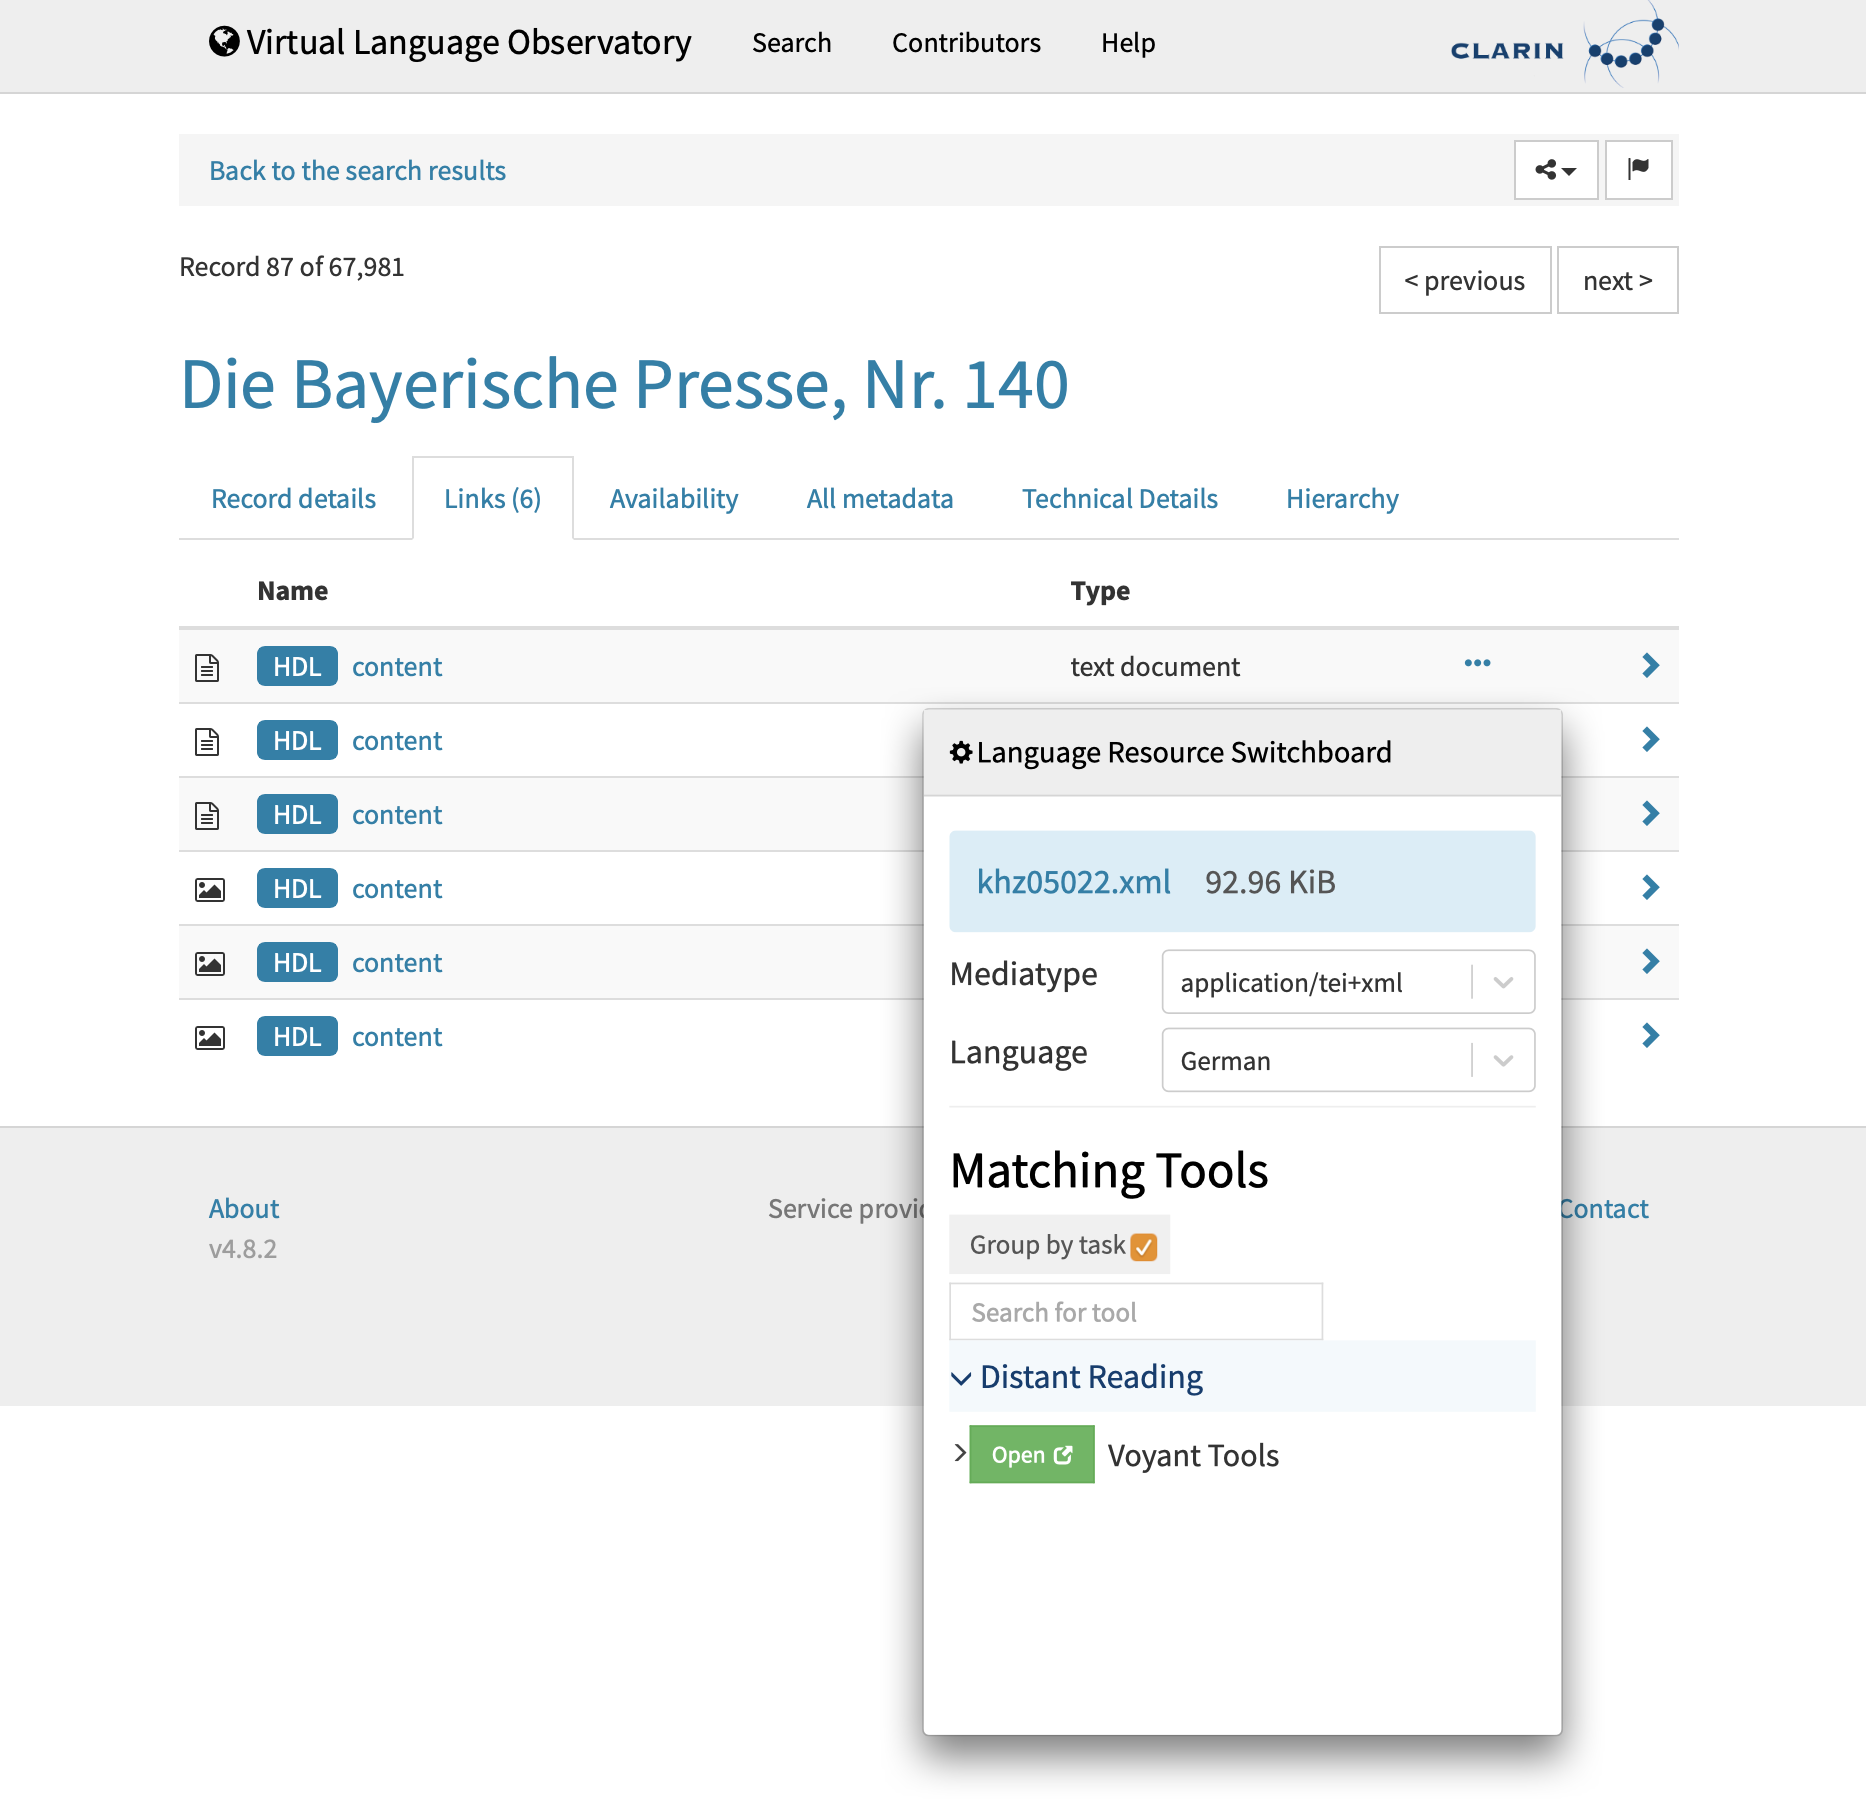 Virtual Language Observatory Search Contributors Help CLARIN
Back to the search results
Record 87 of 67,981
< previous next >
Die Bayerische Presse, Nr. 140
Record details Links (6) Availability All metadata Technical Details Hierarchy
Name Type
HDL content text document •••
HDL content
HDL content
HDL content
HDL content
HDL content
Language Resource Switchboard
khz05022.xml 92.96 KiB
Mediatype application/tei+xml
Language German
Matching Tools
Group by task
Search for tool
Distant Reading
Open Voyant Tools
About
v4.8.2
Service
Contact